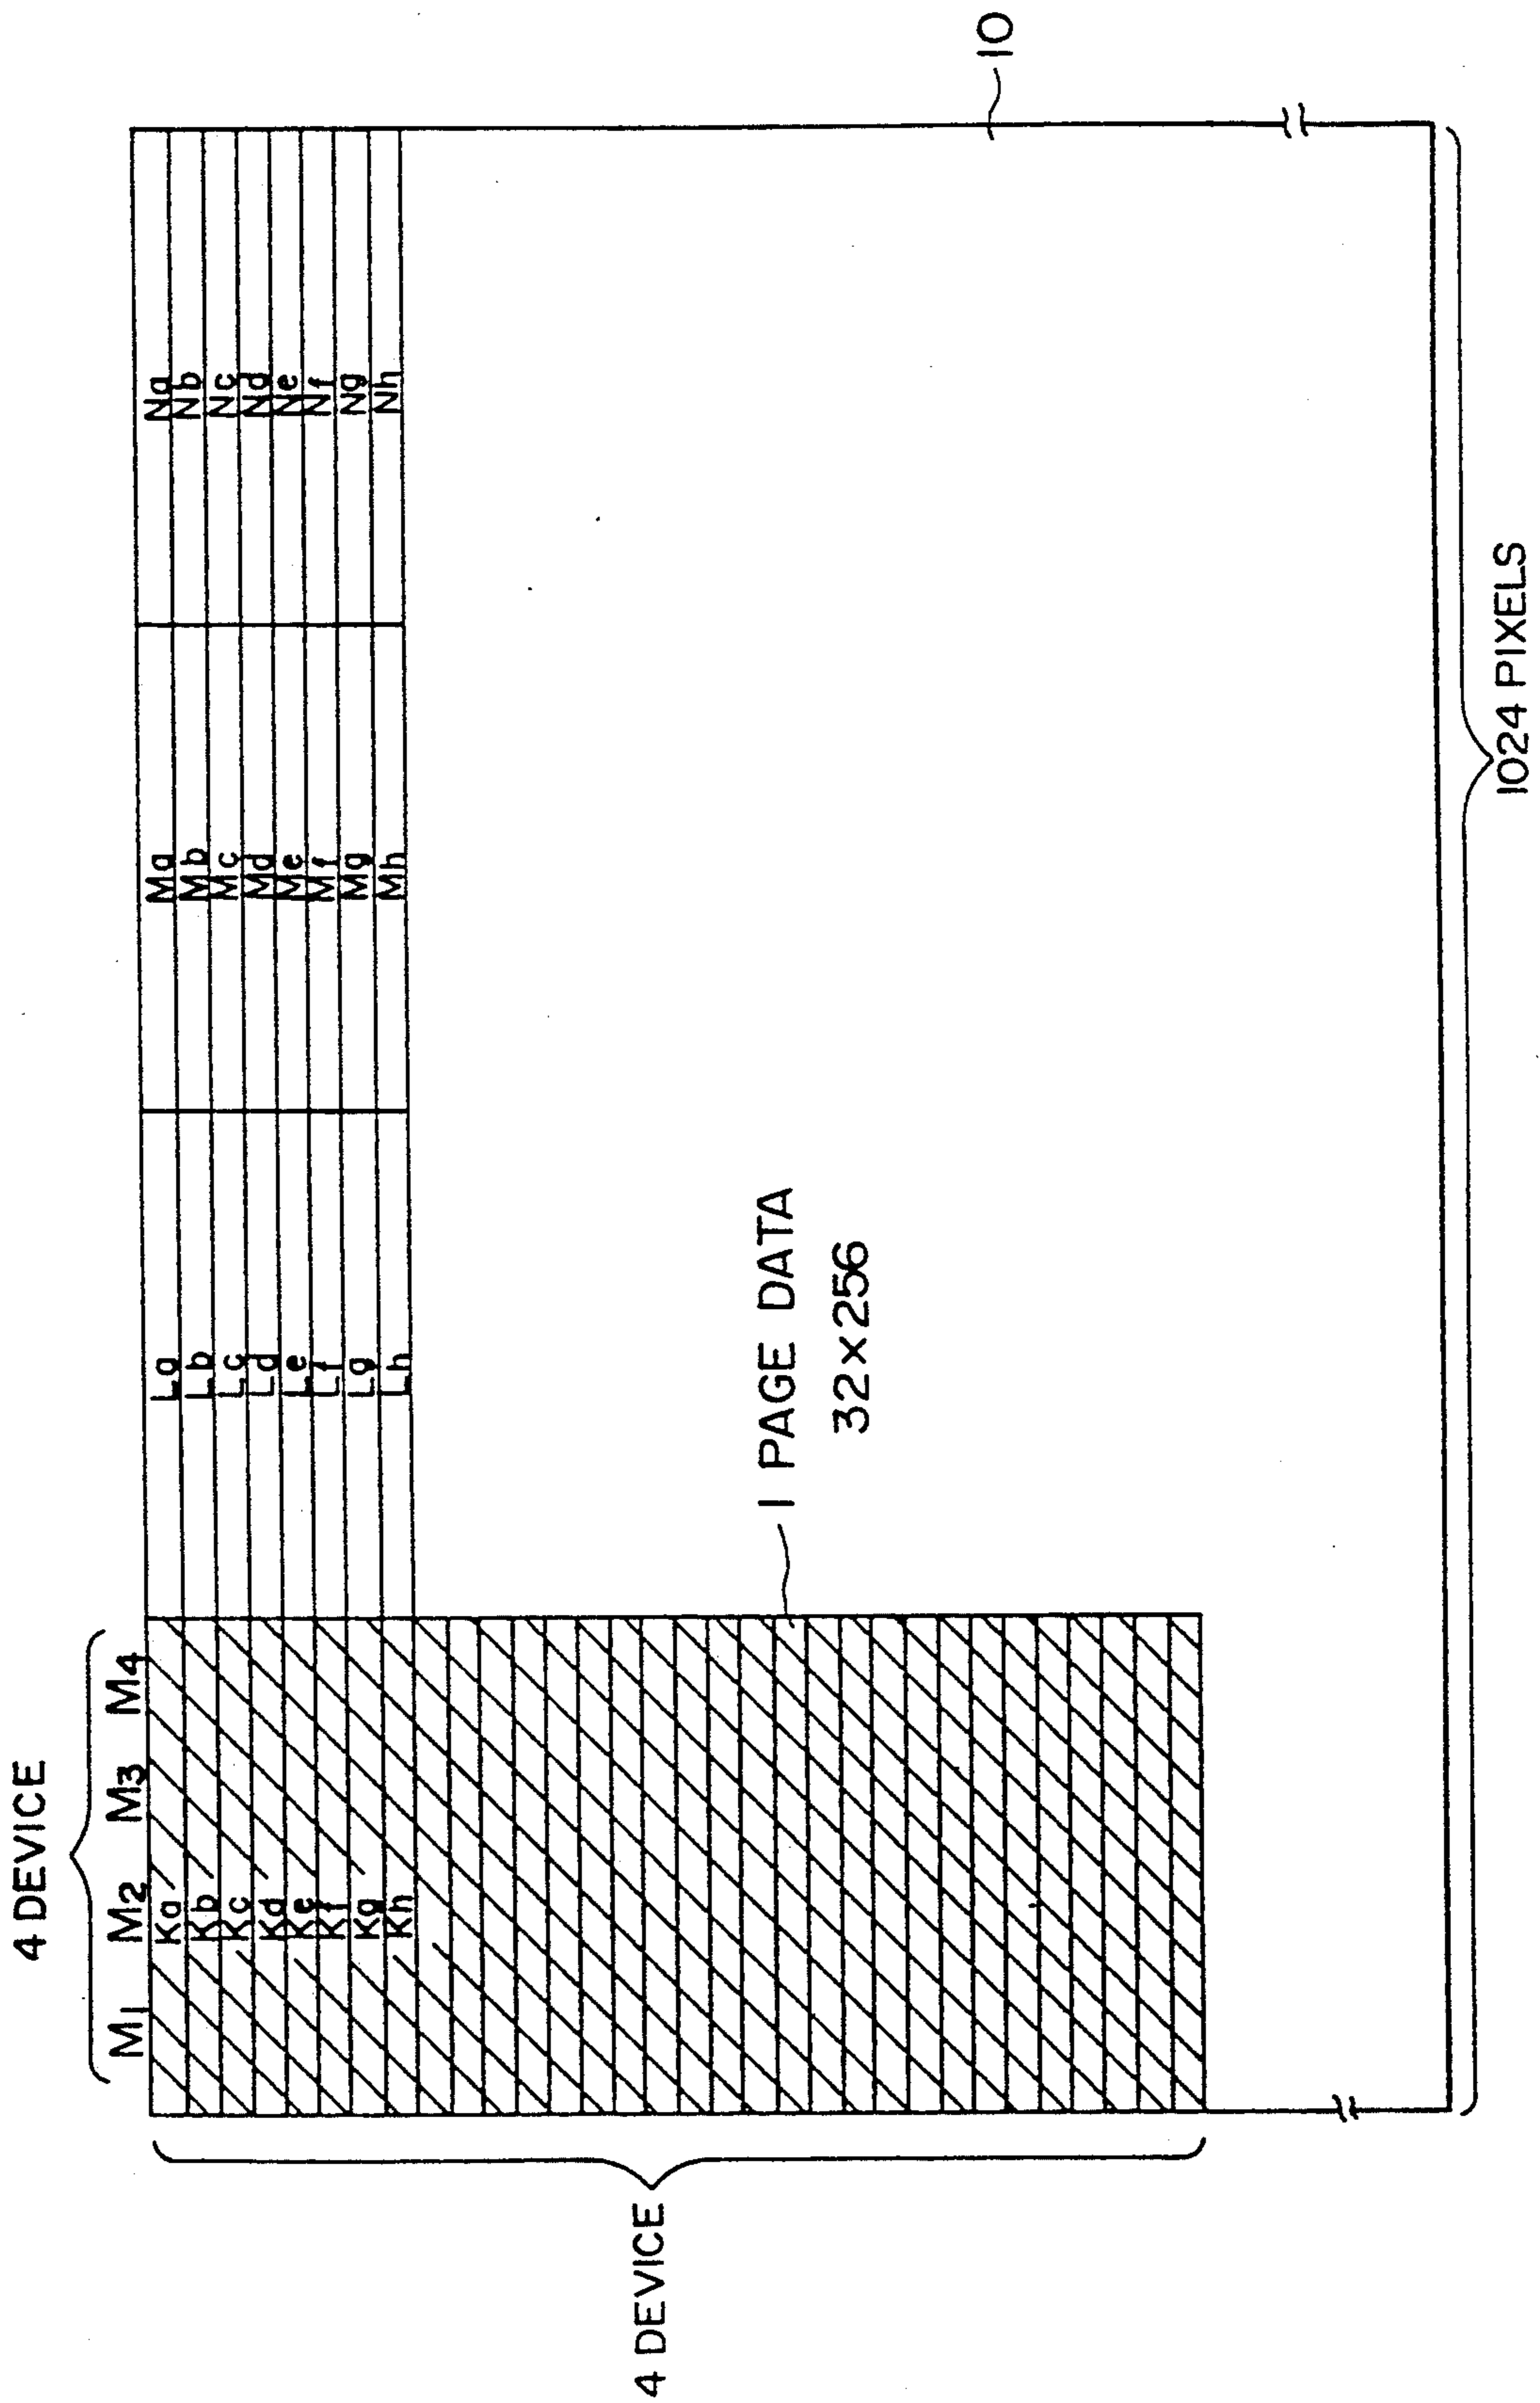 4 DEVICE
M1 M2 M3 M4
Ka La Ma Na
Kb Lb Mb Nb
Kc Lc Mc Nc
Kd Ld Md Nd
Ke Le Me Ne
Kf Lf Mf Nf
Kg Lg Mg Ng
Kh Lh Mh Nh
4 DEVICE
1 PAGE DATA
32×256
10
1024 PIXELS